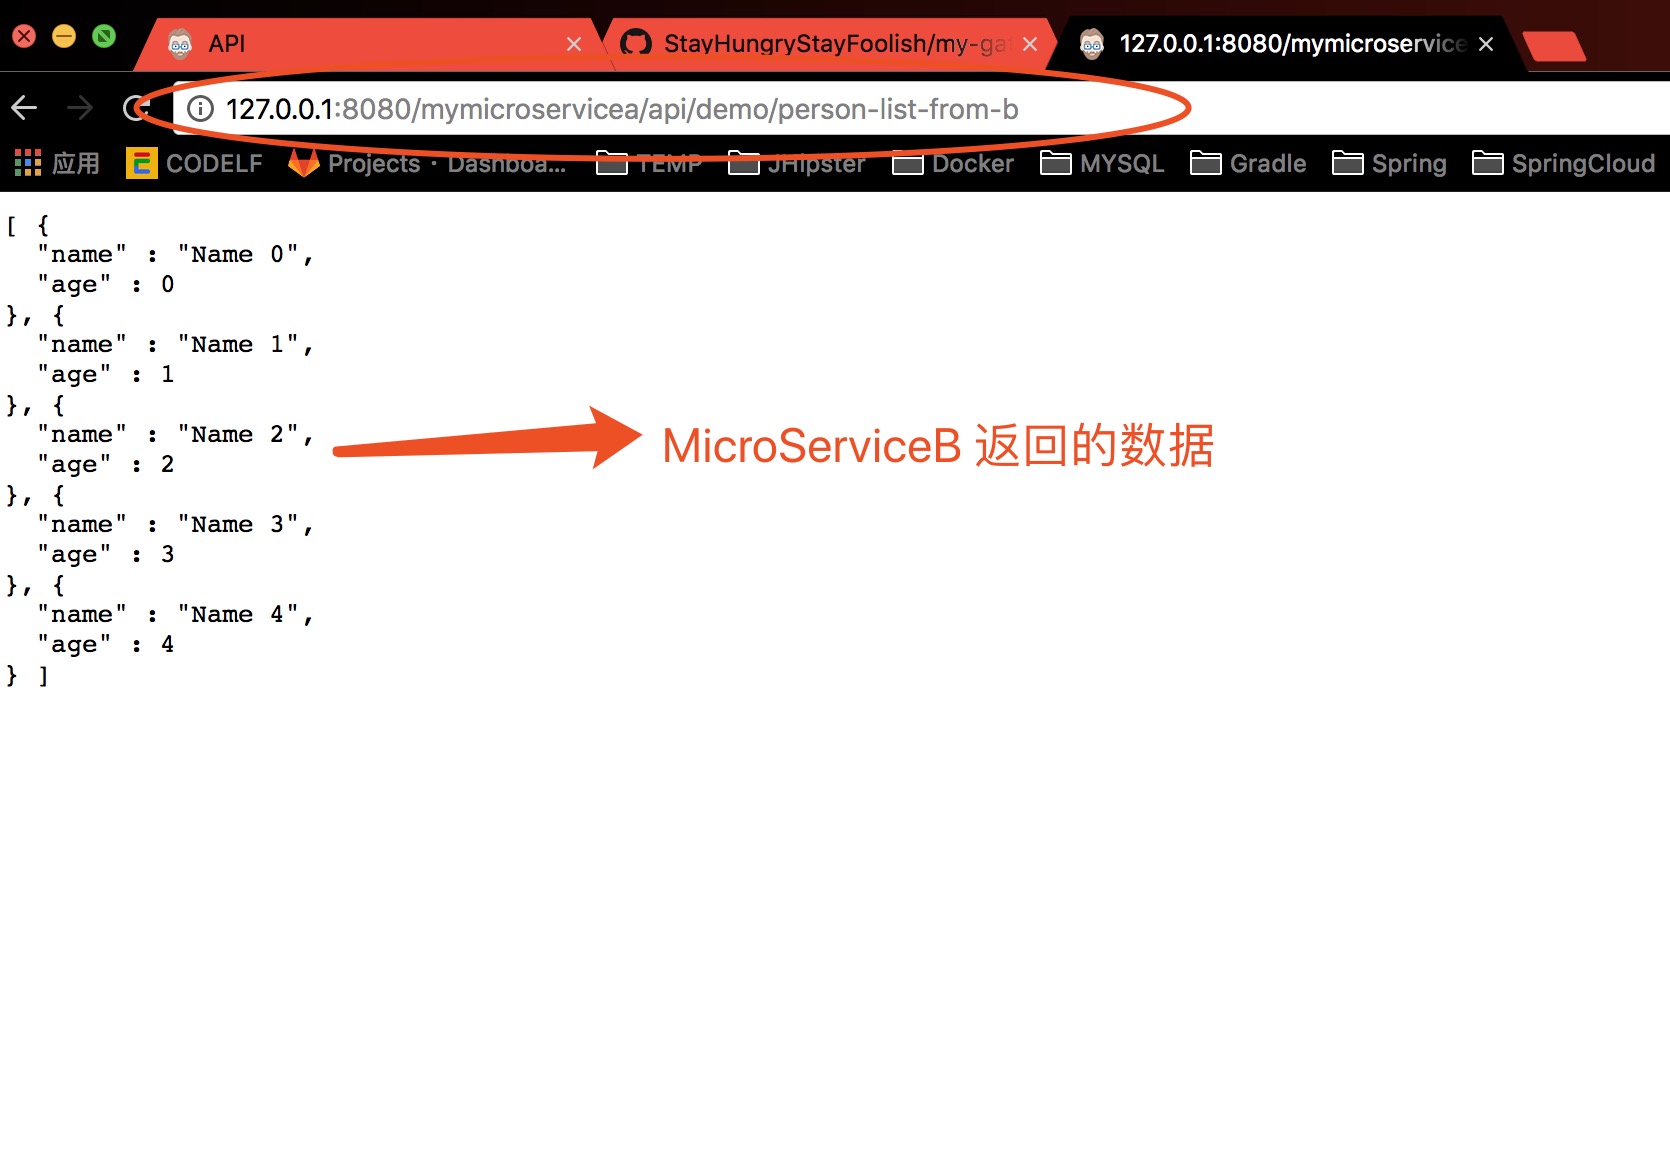 API
StayHungryStayFoolish/my-ga
127.0.0.1:8080/mymicroservice
127.0.0.1:8080/mymicroservicea/api/demo/person-list-from-b
应用 CODELF Projects · Dashboa... TEMP JHipster Docker MYSQL Gradle Spring SpringCloud
[ {
"name" : "Name 0",
"age" : 0
}, {
"name" : "Name 1",
"age" : 1
}, {
"name" : "Name 2",
"age" : 2
}, {
"name" : "Name 3",
"age" : 3
}, {
"name" : "Name 4",
"age" : 4
} ]
MicroServiceB 返回的数据